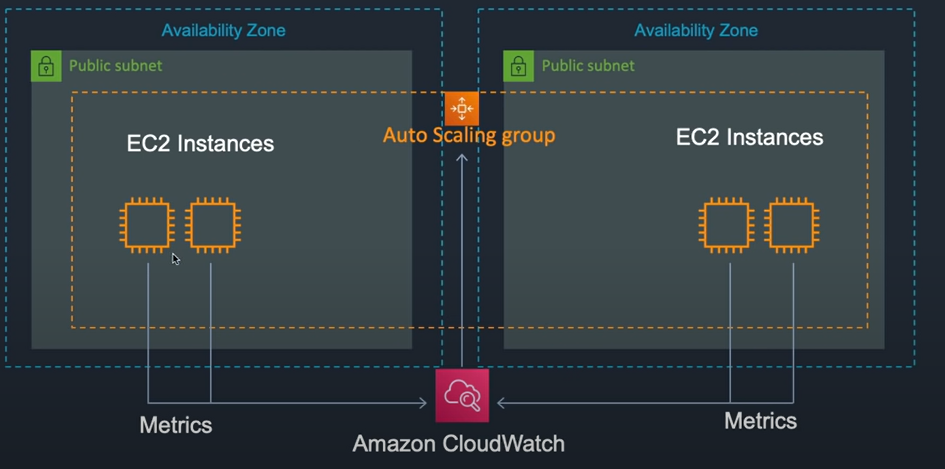 Availability Zone
Availability Zone
Public subnet
Public subnet
Auto Scaling group
EC2 Instances
EC2 Instances
Metrics
Metrics
Amazon CloudWatch